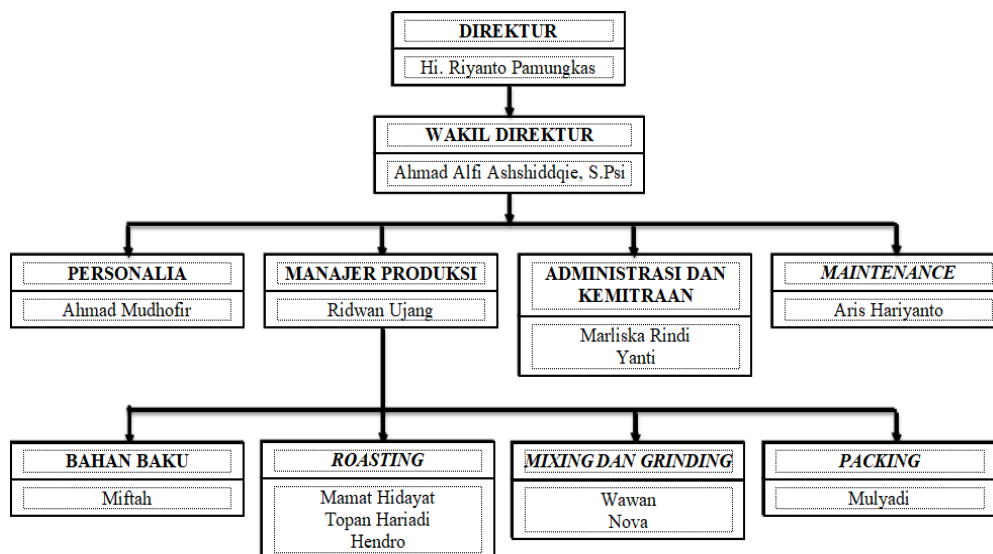 DIREKTUR
Hi. Riyanto Pamungkas
WAKIL DIREKTUR
Ahmad Alfi Ashshiddqie, S.Psi
PERSONALIA
Ahmad Mudhofir
MANAJER PRODUKSI
Ridwan Ujang
ADMINISTRASI DAN
KEMITRAAN
Marliska Rindi
Yanti
MAINTENANCE
Aris Hariyanto
BAHAN BAKU
Miftah
ROASTING
Mamat Hidayat
Topan Hariadi
Hendro
MIXING DAN GRINDING
Wawan
Nova
PACKING
Mulyadi